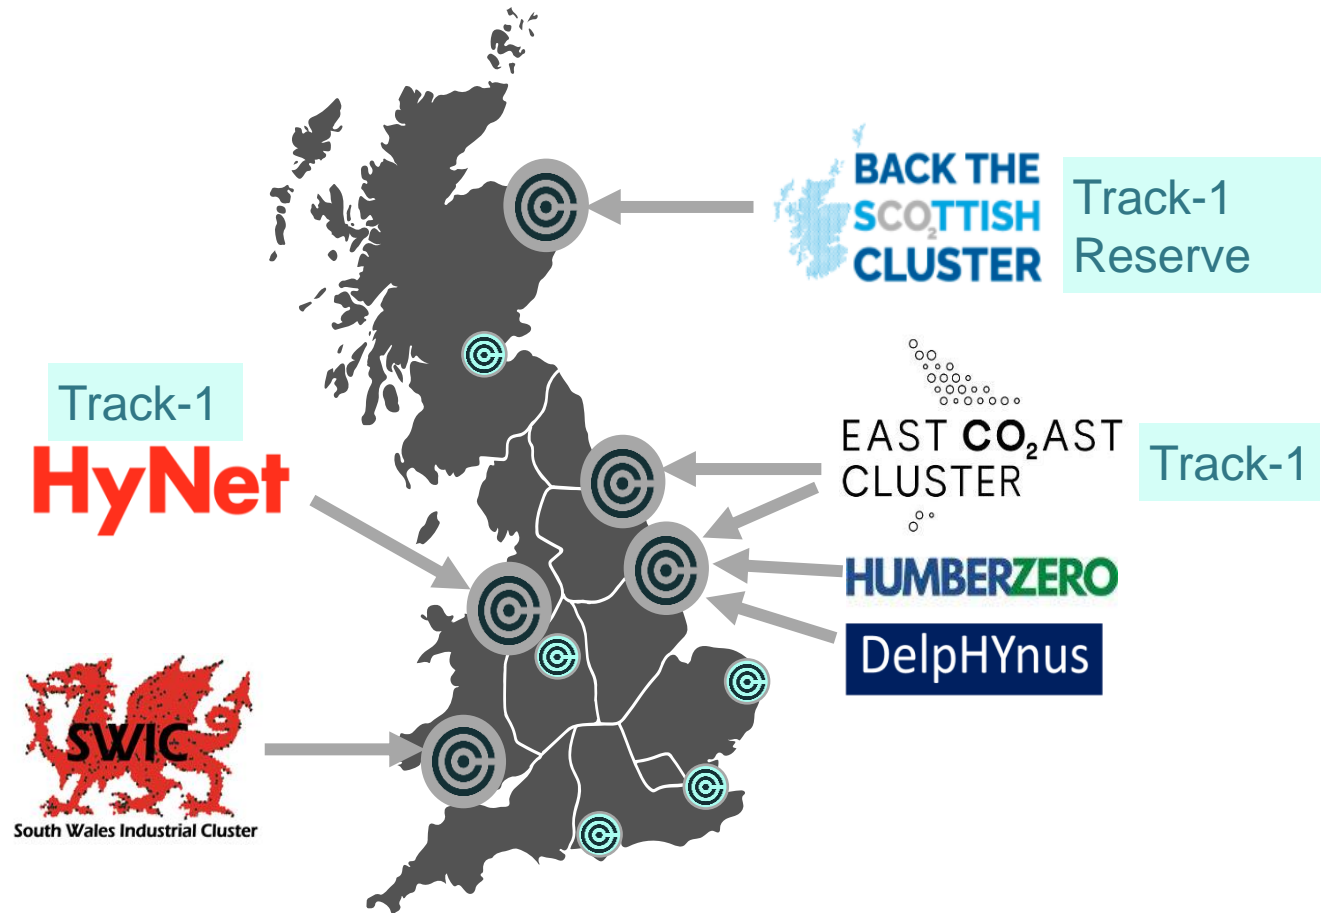 BACK THE
SCO₂TTISH
CLUSTER
Track-1
Reserve
Track-1
HyNet
EAST CO₂AST
CLUSTER
Track-1
HUMBERZERO
DelpHYnus
SWIC
South Wales Industrial Cluster